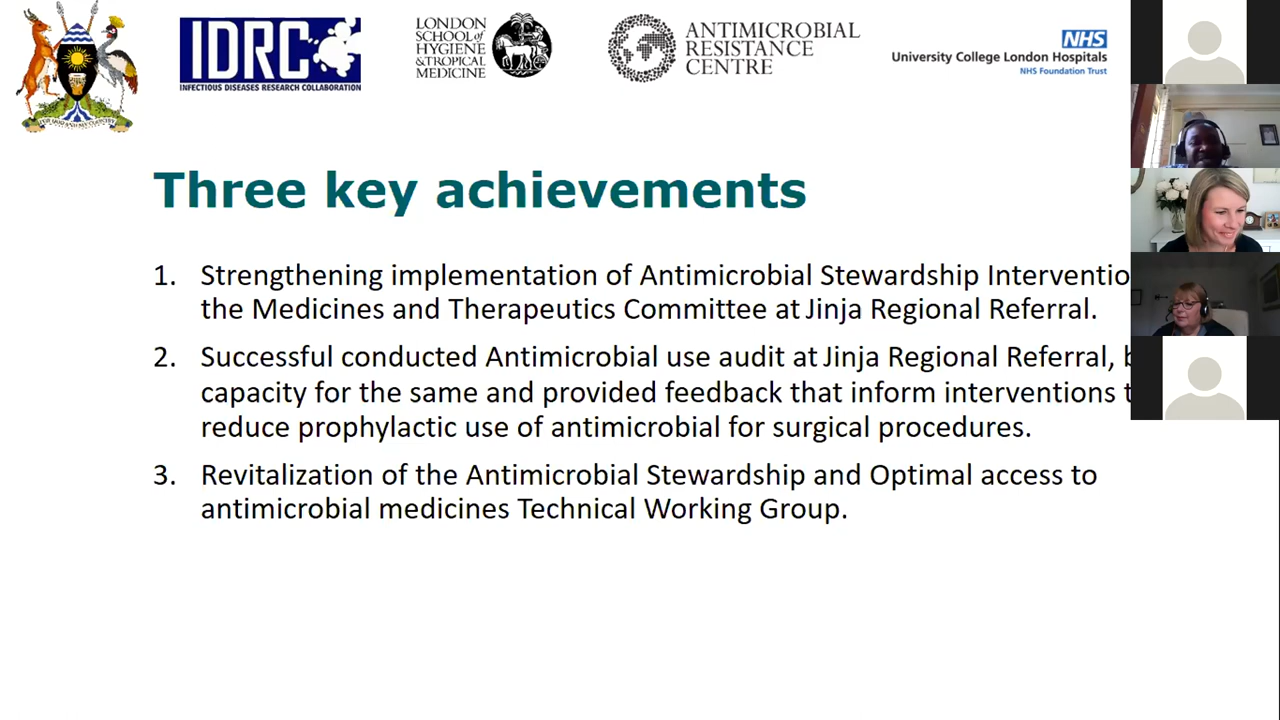 IDRC
INFECTIOUS DISEASES RESEARCH COLLABORATION
LONDON
SCHOOL of
HYGIENE
& TROPICAL
MEDICINE
ANTIMICROBIAL
RESISTANCE
CENTRE
NHS
University College London Hospitals
NHS Foundation Trust
Three key achievements
1. Strengthening implementation of Antimicrobial Stewardship
the Medicines and Therapeutics Committee at Jinja Regional Referral.
2. Successful conducted Antimicrobial use audit at Jinja Regional Referral,
capacity for the same and provided feedback that inform interventions
reduce prophylactic use of antimicrobial for surgical procedures.
3. Revitalization of the Antimicrobial Stewardship and Optimal access to
antimicrobial medicines Technical Working Group.